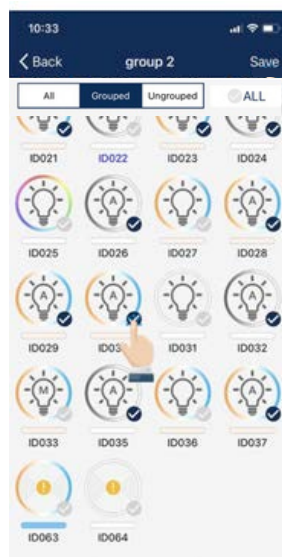 10:33
Back group 2 Save
All Grouped Ungrouped ALL
ID021 ID022 ID023 ID024
A
ID025 ID026 ID027 ID028
A A
ID029 ID031 ID032
A A A
M A A
ID033 ID035 ID036 ID037
! !
ID063 ID064